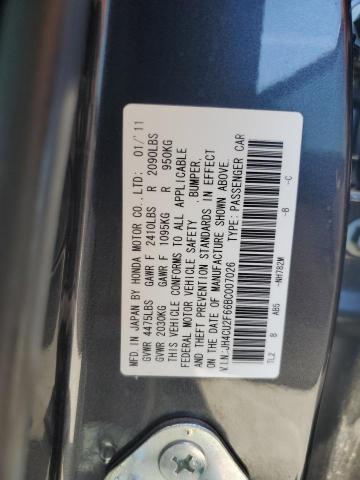 MFD. IN JAPAN BY HONDA MOTOR CO., LTD. 01/'11
GVWR 4475LBS GAWR F 2410LBS R 2090LBS
GVWR 2030KG GAWR F 1095KG R 950KG
THIS VEHICLE CONFORMS TO ALL APPLICABLE
FEDERAL MOTOR VEHICLE SAFETY , BUMPER,
AND THEFT PREVENTION STANDARDS IN EFFECT
ON THE DATE OF MANUFACTURE SHOWN ABOVE.
V.I.N.:JH4CU2F66BC007026 TYPE: PASSENGER CAR
TL2 8 AB5 -NH782M -B -C